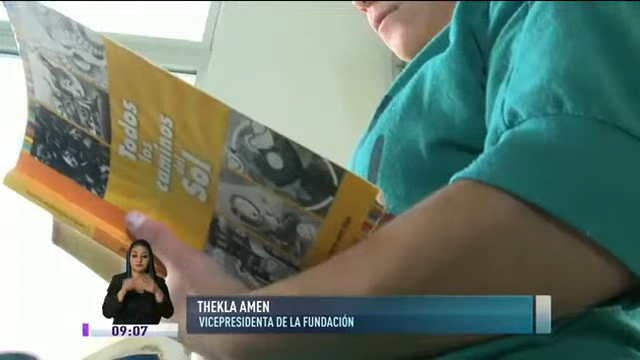 Todos
los
caminos
del
Sol
THEKLA AMEN
VICEPRESIDENTA DE LA FUNDACIÓN
09:07